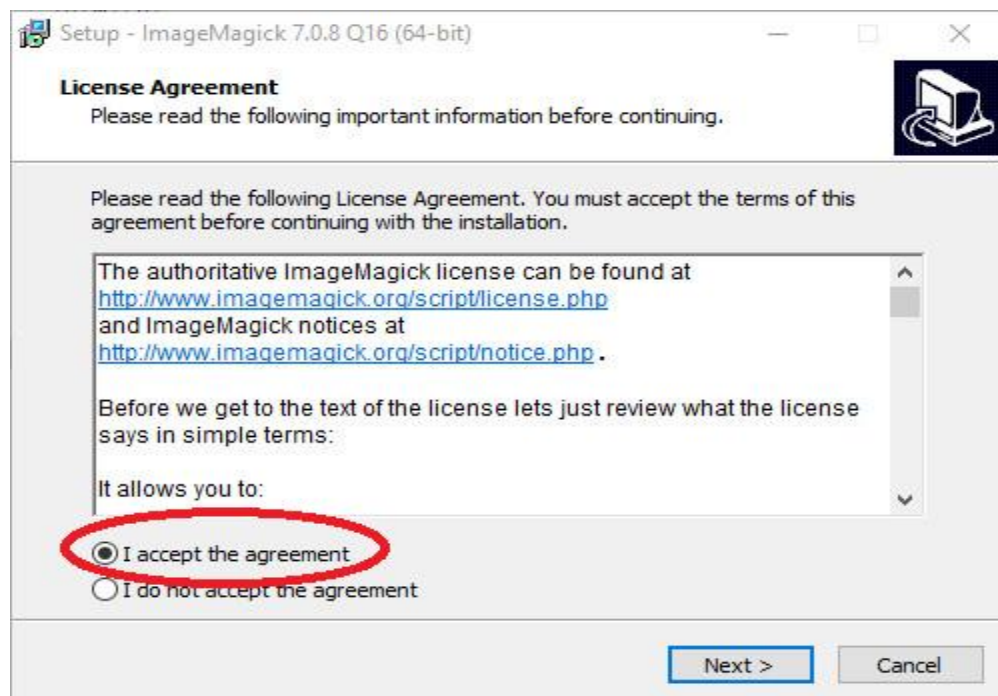 Setup - ImageMagick 7.0.8 Q16 (64-bit)
License Agreement
Please read the following important information before continuing.
Please read the following License Agreement. You must accept the terms of this
agreement before continuing with the installation.
The authoritative ImageMagick license can be found at
http://www.imagemagick.org/script/license.php
and ImageMagick notices at
http://www.imagemagick.org/script/notice.php .
Before we get to the text of the license lets just review what the license
says in simple terms:
It allows you to:
I accept the agreement
I do not accept the agreement
Next >
Cancel